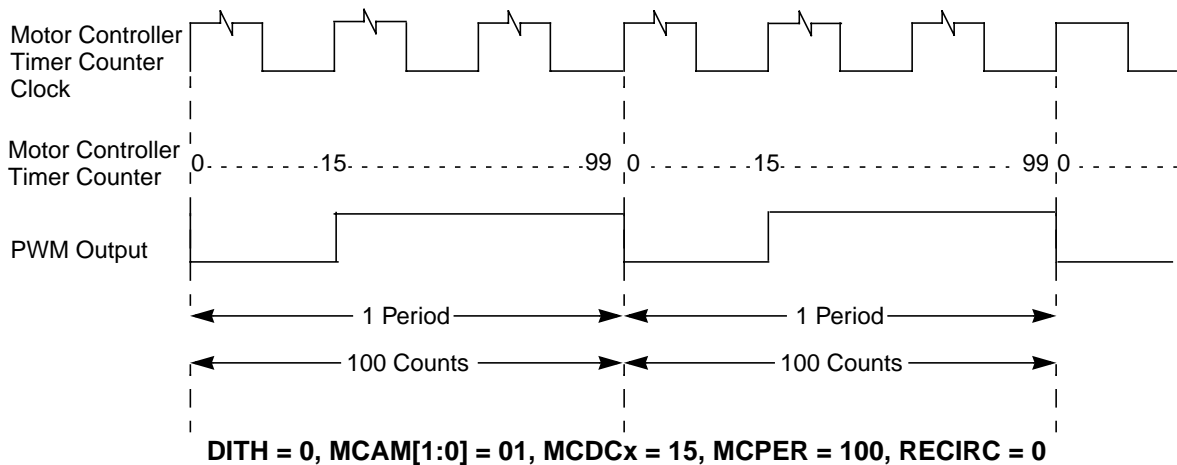 Motor Controller
Timer Counter
Clock
Motor Controller
Timer Counter
0 15 99 0 15 99 0
PWM Output
1 Period 1 Period
100 Counts 100 Counts
DITH = 0, MCAM[1:0] = 01, MCDCx = 15, MCPER = 100, RECIRC = 0